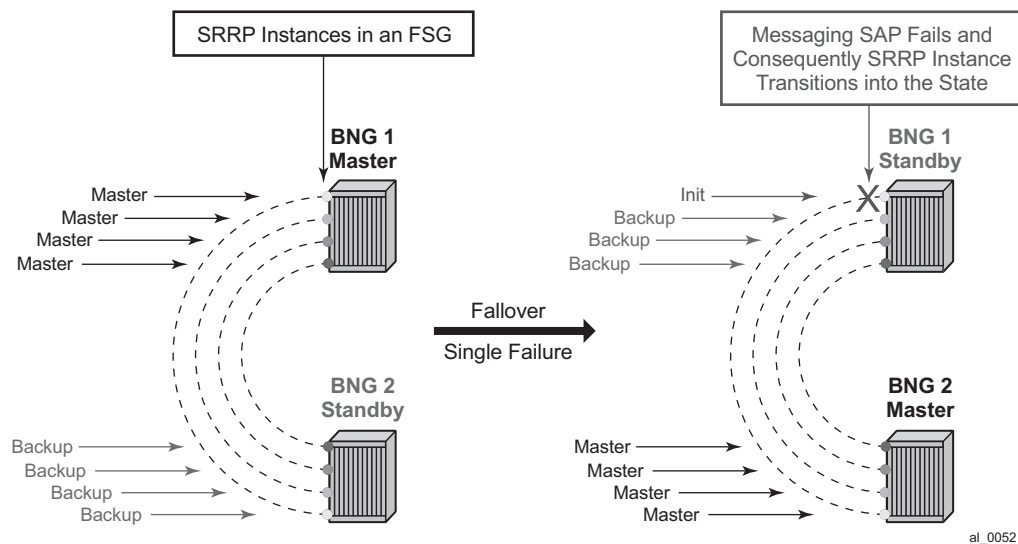 SRRP Instances in an FSG
BNG 1
Master
Master
Master
Master
Master
BNG 2
Standby
Backup
Backup
Backup
Backup
Fallover
Single Failure
Messaging SAP Fails and
Consequently SRRP Instance
Transitions into the State
BNG 1
Standby
Init
X
Backup
Backup
Backup
BNG 2
Master
Master
Master
Master
Master
al_0052